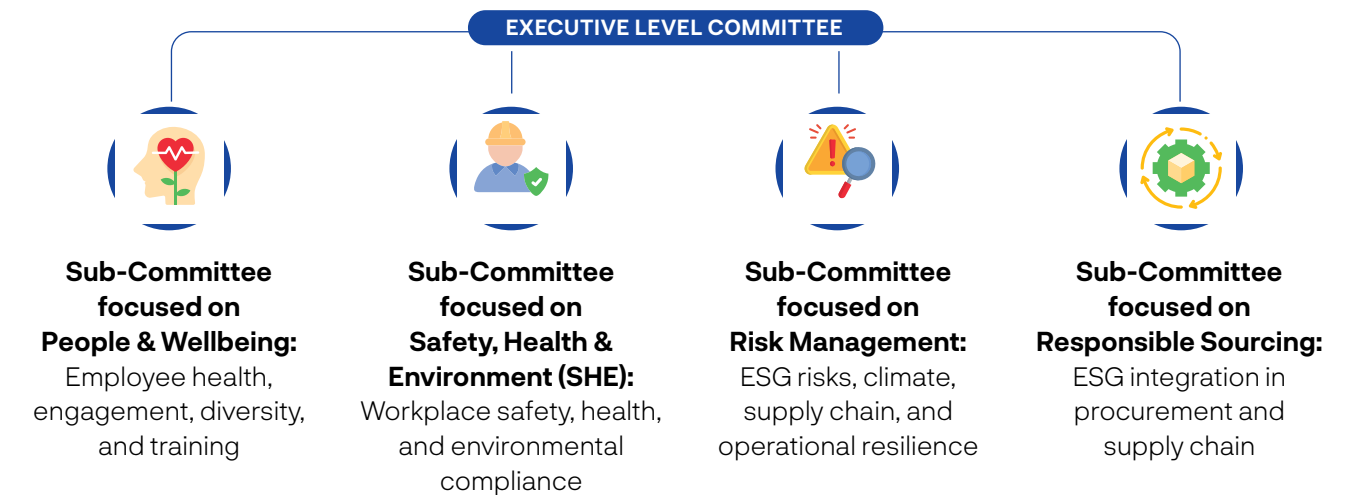 EXECUTIVE LEVEL COMMITTEE
Sub-Committee
focused on
People & Wellbeing:
Employee health,
engagement, diversity,
and training
Sub-Committee
focused on
Safety, Health &
Environment (SHE):
Workplace safety, health,
and environmental
compliance
Sub-Committee
focused on
Risk Management:
ESG risks, climate,
supply chain, and
operational resilience
Sub-Committee
focused on
Responsible Sourcing:
ESG integration in
procurement and
supply chain